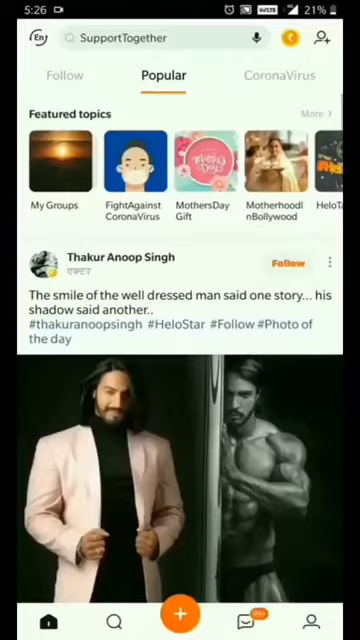 5:26 21%
En SupportTogether
Follow Popular CoronaVirus
Featured topics More >
My Groups
FightAgainst
CoronaVirus
MothersDay
Gift
Motherhood
nBollywood
Thakur Anoop Singh
एक्टर
Follow
The smile of the well dressed man said one story... his
shadow said another..
#thakuranoopsingh #HeloStar #Follow #Photo of
the day
99+